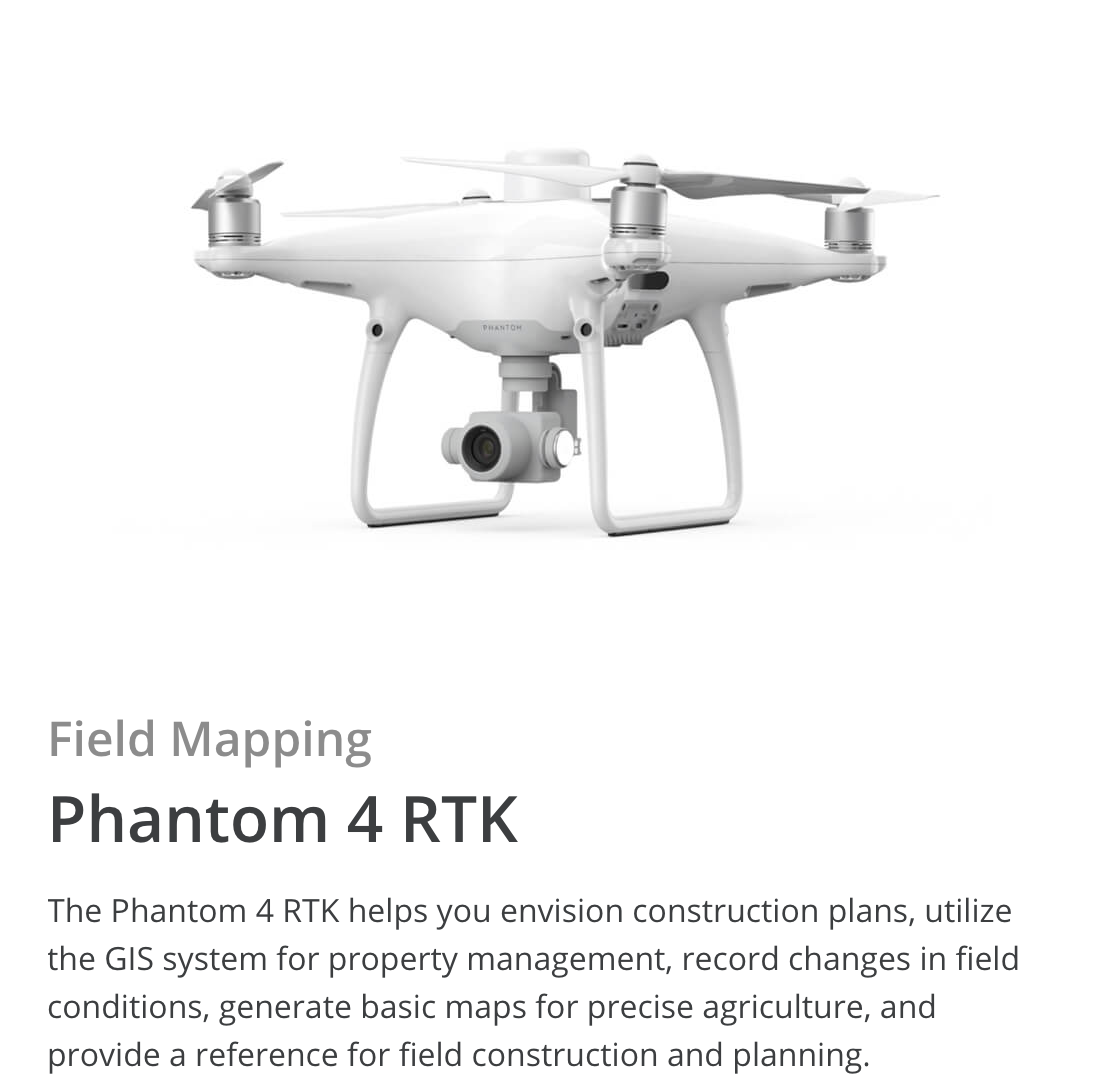 PHANTOM
Field Mapping
Phantom 4 RTK
The Phantom 4 RTK helps you envision construction plans, utilize
the GIS system for property management, record changes in field
conditions, generate basic maps for precise agriculture, and
provide a reference for field construction and planning.